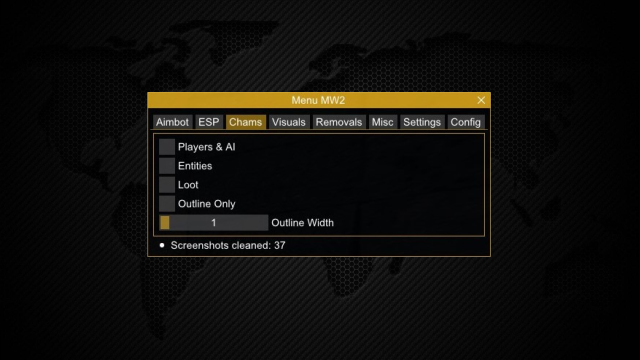 Menu MW2
Aimbot ESP Chams Visuals Removals Misc Settings Config
Players & AI
Entities
Loot
Outline Only
1 Outline Width
Screenshots cleaned: 37